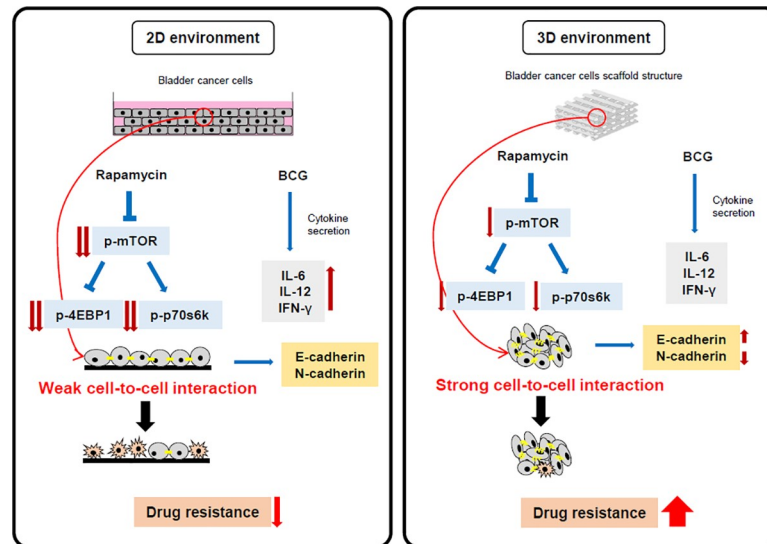 2D environment
Bladder cancer cells
Rapamycin
BCG
Cytokine
secretion
p-mTOR
IL-6
IL-12
IFN-γ
p-4EBP1
p-p70s6k
E-cadherin
N-cadherin
Weak cell-to-cell interaction
Drug resistance
3D environment
Bladder cancer cells scaffold structure
Rapamycin
BCG
Cytokine
secretion
p-mTOR
IL-6
IL-12
IFN-γ
p-4EBP1
p-p70s6k
E-cadherin
N-cadherin
Strong cell-to-cell interaction
Drug resistance